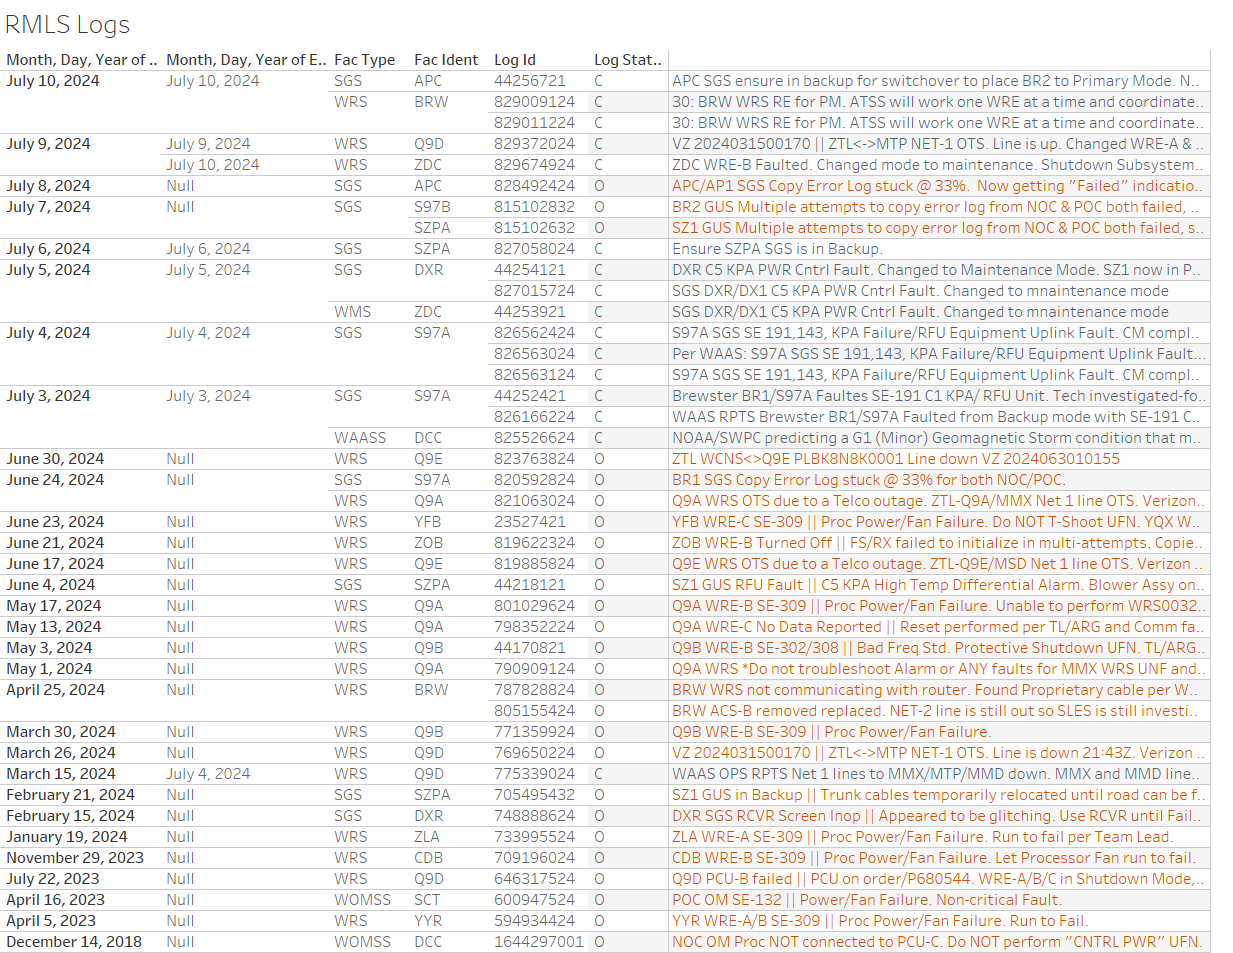 RMLS Logs
Month, Day, Year of .. Month, Day, Year of E.. Fac Type Fac Ident Log Id Log Stat..
July 10, 2024 July 10, 2024 SGS APC 44256721 C APC SGS ensure in backup for switchover to place BR2 to Primary Mode. N..
WRS BRW 829009124 C 30: BRW WRS RE for PM. ATSS will work one WRE at a time and coordinate..
829011224 C 30: BRW WRS RE for PM. ATSS will work one WRE at a time and coordinate..
July 9, 2024 July 9, 2024 WRS Q9D 829372024 C VZ 2024031500170 || ZTL<->MTP NET-1 OTS. Line is up. Changed WRE-A & ..
July 10, 2024 WRS ZDC 829674924 C ZDC WRE-B Faulted. Changed mode to maintenance. Shutdown Subsystem..
July 8, 2024 Null SGS APC 828492424 O APC/AP1 SGS Copy Error Log stuck @ 33%. Now getting "Failed" indicatio..
July 7, 2024 Null SGS S97B 815102832 O BR2 GUS Multiple attempts to copy error log from NOC & POC both failed, ..
SZPA 815102632 O SZ1 GUS Multiple attempts to copy error log from NOC & POC both failed, s..
July 6, 2024 July 6, 2024 SGS SZPA 827058024 C Ensure SZPA SGS is in Backup.
July 5, 2024 July 5, 2024 SGS DXR 44254121 C DXR C5 KPA PWR Cntrl Fault. Changed to Maintenance Mode. SZ1 now in P..
827015724 C SGS DXR/DX1 C5 KPA PWR Cntrl Fault. Changed to mnaintenance mode
WMS ZDC 44253921 C SGS DXR/DX1 C5 KPA PWR Cntrl Fault. Changed to mnaintenance mode
July 4, 2024 July 4, 2024 SGS S97A 826562424 C S97A SGS SE 191,143, KPA Failure/RFU Equipment Uplink Fault. CM compl..
826563024 C Per WAAS: S97A SGS SE 191,143, KPA Failure/RFU Equipment Uplink Fault...
826563124 C S97A SGS SE 191,143, KPA Failure/RFU Equipment Uplink Fault. CM compl..
July 3, 2024 July 3, 2024 SGS S97A 44252421 C Brewster BR1/S97A Faultes SE-191 C1 KPA/ RFU Unit. Tech investigated-fo..
826166224 C WAAS RPTS Brewster BR1/S97A Faulted from Backup mode with SE-191 C..
WAASS DCC 825526624 C NOAA/SWPC predicting a G1 (Minor) Geomagnetic Storm condition that m..
June 30, 2024 Null WRS Q9E 823763824 O ZTL WCNS<>Q9E PLBK8N8K0001 Line down VZ 2024063010155
June 24, 2024 Null SGS S97A 820592824 O BR1 SGS Copy Error Log stuck @ 33% for both NOC/POC.
WRS Q9A 821063024 O Q9A WRS OTS due to a Telco outage. ZTL-Q9A/MMX Net 1 line OTS. Verizon..
June 23, 2024 Null WRS YFB 23527421 O YFB WRE-C SE-309 || Proc Power/Fan Failure. Do NOT T-Shoot UFN. YQX W..
June 21, 2024 Null WRS ZOB 819622324 O ZOB WRE-B Turned Off || FS/RX failed to initialize in multi-attempts. Copie..
June 17, 2024 Null WRS Q9E 819885824 O Q9E WRS OTS due to a Telco outage. ZTL-Q9E/MSD Net 1 line OTS. Verizon ..
June 4, 2024 Null SGS SZPA 44218121 O SZ1 GUS RFU Fault || C5 KPA High Temp Differential Alarm. Blower Assy on..
May 17, 2024 Null WRS Q9A 801029624 O Q9A WRE-B SE-309 || Proc Power/Fan Failure. Unable to perform WRS0032..
May 13, 2024 Null WRS Q9A 798352224 O Q9A WRE-C No Data Reported || Reset performed per TL/ARG and Comm fa..
May 3, 2024 Null WRS Q9B 44170821 O Q9B WRE-B SE-302/308 || Bad Freq Std. Protective Shutdown UFN. TL/ARG..
May 1, 2024 Null WRS Q9A 790909124 O Q9A WRS *Do not troubleshoot Alarm or ANY faults for MMX WRS UNF and..
April 25, 2024 Null WRS BRW 787828824 O BRW WRS not communicating with router. Found Proprietary cable per W..
805155424 O BRW ACS-B removed replaced. NET-2 line is still out so SLES is still investi..
March 30, 2024 Null WRS Q9B 771359924 O Q9B WRE-B SE-309 || Proc Power/Fan Failure.
March 26, 2024 Null WRS Q9D 769650224 O VZ 2024031500170 || ZTL<->MTP NET-1 OTS. Line is down 21:43Z. Verizon ..
March 15, 2024 July 4, 2024 WRS Q9D 775339024 C WAAS OPS RPTS Net 1 lines to MMX/MTP/MMD down. MMX and MMD line..
February 21, 2024 Null SGS SZPA 705495432 O SZ1 GUS in Backup || Trunk cables temporarily relocated until road can be f..
February 15, 2024 Null SGS DXR 748888624 O DXR SGS RCVR Screen Inop || Appeared to be glitching. Use RCVR until Fail..
January 19, 2024 Null WRS ZLA 733995524 O ZLA WRE-A SE-309 || Proc Power/Fan Failure. Run to fail per Team Lead.
November 29, 2023 Null WRS CDB 709196024 O CDB WRE-B SE-309 || Proc Power/Fan Failure. Let Processor Fan run to fail.
July 22, 2023 Null WRS Q9D 646317524 O Q9D PCU-B failed || PCU on order/P680544. WRE-A/B/C in Shutdown Mode,..
April 16, 2023 Null WOMSS SCT 600947524 O POC OM SE-132 || Power/Fan Failure. Non-critical Fault.
April 5, 2023 Null WRS YYR 594934424 O YYR WRE-A/B SE-309 || Proc Power/Fan Failure. Run to Fail.
December 14, 2018 Null WOMSS DCC 1644297001 O NOC OM Proc NOT connected to PCU-C. Do NOT perform "CNTRL PWR" UFN.